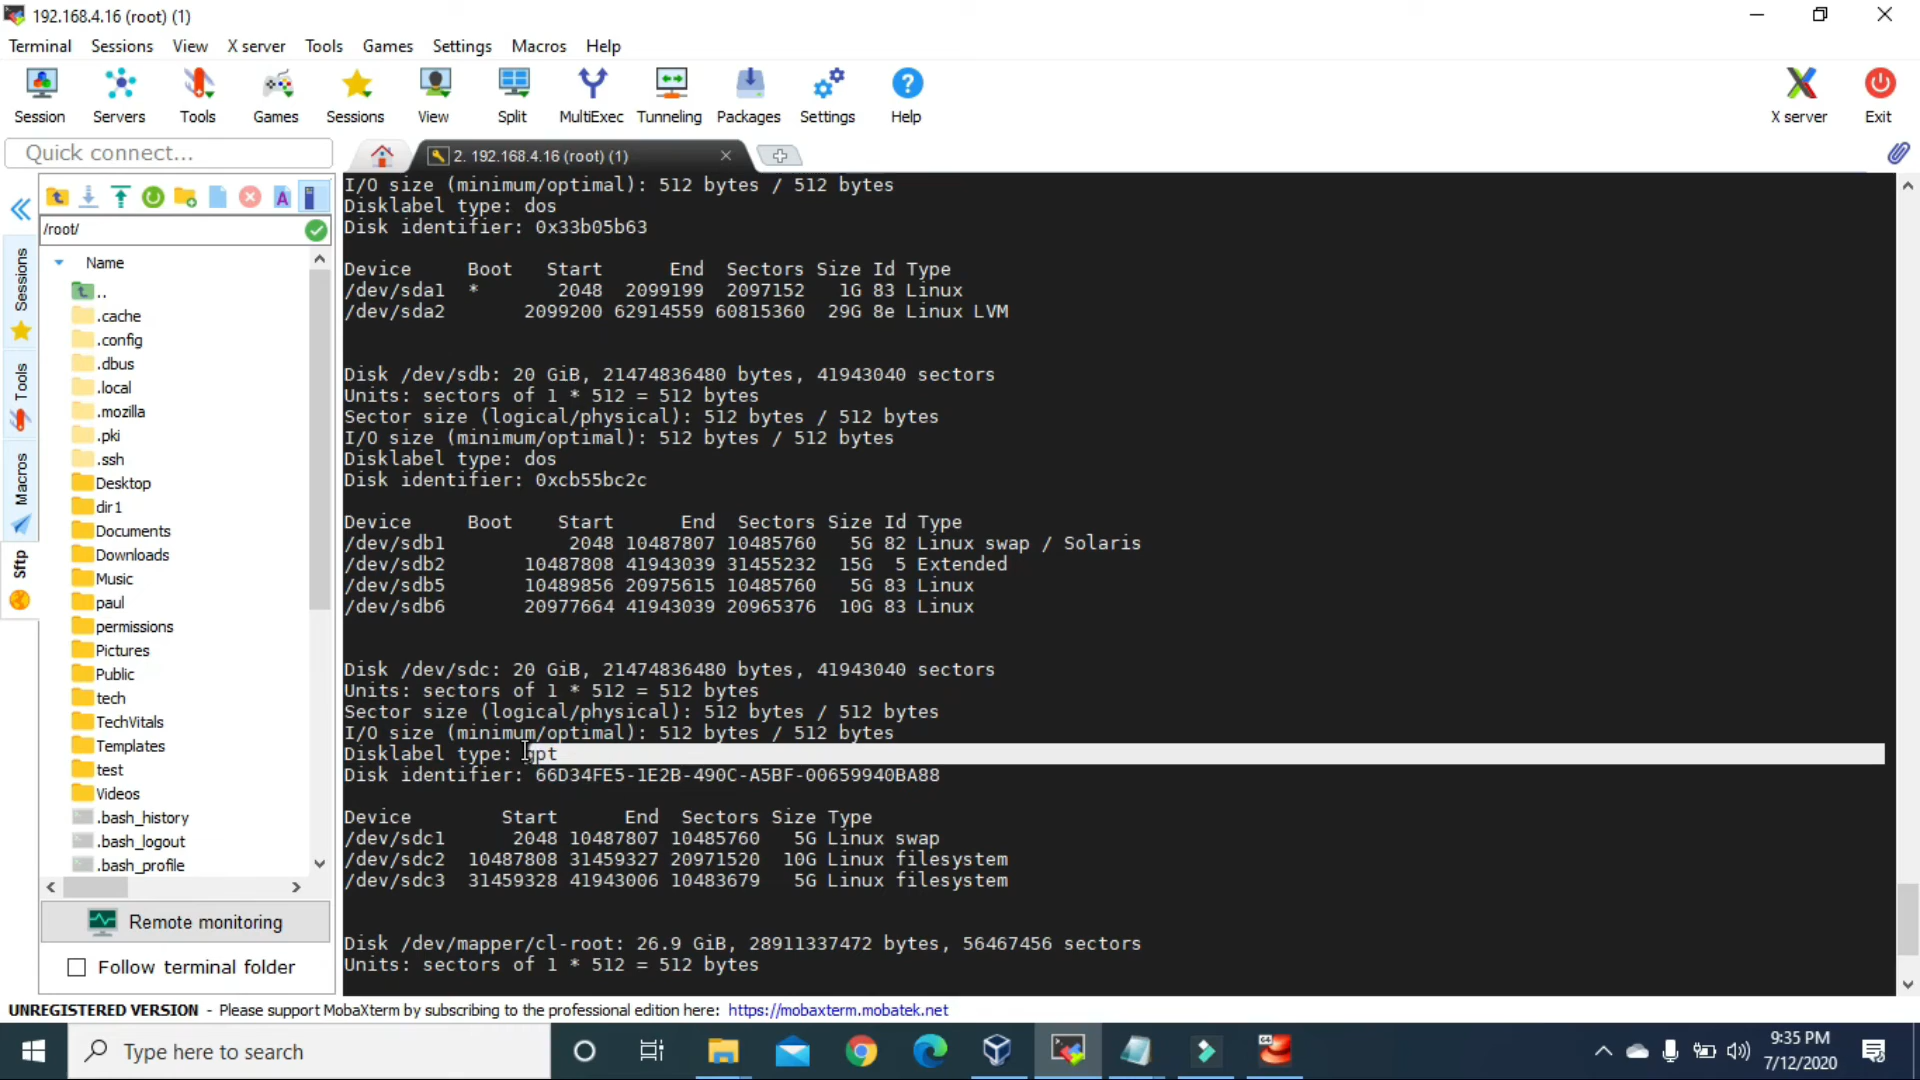 192.168.4.16 (root) (1)
Terminal Sessions View X server Tools Games Settings Macros Help
Session Servers Tools Games Sessions View Split MultiExec Tunneling Packages Settings Help X server Exit
Quick connect...
2. 192.168.4.16 (root) (1)
/root/
Name
..
.cache
.config
.dbus
.local
.mozilla
.pki
.ssh
Desktop
dir1
Documents
Downloads
Music
paul
permissions
Pictures
Public
tech
TechVitals
Templates
test
Videos
.bash_history
.bash_logout
.bash_profile
Sessions
Tools
Macros
Sftp
Remote monitoring
Follow terminal folder
I/O size (minimum/optimal): 512 bytes / 512 bytes
Disklabel type: dos
Disk identifier: 0x33b05b63
Device Boot Start End Sectors Size Id Type
/dev/sda1 * 2048 2099199 2097152 1G 83 Linux
/dev/sda2 2099200 62914559 60815360 29G 8e Linux LVM
Disk /dev/sdb: 20 GiB, 21474836480 bytes, 41943040 sectors
Units: sectors of 1 * 512 = 512 bytes
Sector size (logical/physical): 512 bytes / 512 bytes
I/O size (minimum/optimal): 512 bytes / 512 bytes
Disklabel type: dos
Disk identifier: 0xcb55bc2c
Device Boot Start End Sectors Size Id Type
/dev/sdb1 2048 10487807 10485760 5G 82 Linux swap / Solaris
/dev/sdb2 10487808 41943039 31455232 15G 5 Extended
/dev/sdb5 10489856 20975615 10485760 5G 83 Linux
/dev/sdb6 20977664 41943039 20965376 10G 83 Linux
Disk /dev/sdc: 20 GiB, 21474836480 bytes, 41943040 sectors
Units: sectors of 1 * 512 = 512 bytes
Sector size (logical/physical): 512 bytes / 512 bytes
I/O size (minimum/optimal): 512 bytes / 512 bytes
Disklabel type: gpt
Disk identifier: 66D34FE5-1E2B-490C-A5BF-00659940BA88
Device Start End Sectors Size Type
/dev/sdc1 2048 10487807 10485760 5G Linux swap
/dev/sdc2 10487808 31459327 20971520 10G Linux filesystem
/dev/sdc3 31459328 41943006 10483679 5G Linux filesystem
Disk /dev/mapper/cl-root: 26.9 GiB, 28911337472 bytes, 56467456 sectors
Units: sectors of 1 * 512 = 512 bytes
UNREGISTERED VERSION - Please support MobaXterm by subscribing to the professional edition here: https://mobaxterm.mobatek.net
Type here to search
64
9:35 PM
7/12/2020